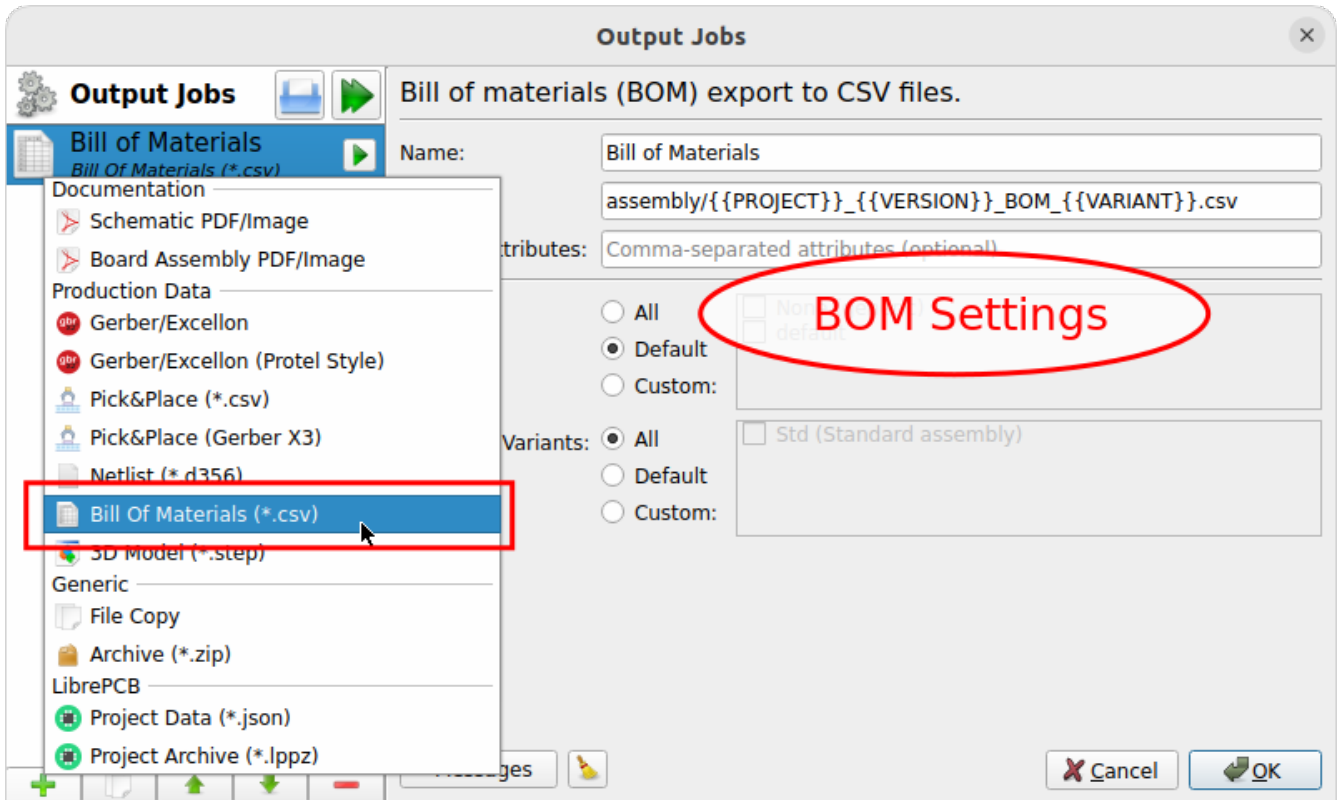 Output Jobs
Output Jobs
Bill of materials (BOM) export to CSV files.
Bill of Materials
Bill Of Materials (*.csv)
Name:
Bill of Materials
assembly/{{PROJECT}}_{{VERSION}}_BOM_{{VARIANT}}.csv
Comma-separated attributes (optional)
All
Default
Custom:
default
BOM Settings
Variants:
All
Default
Custom:
Std (Standard assembly)
Documentation
Schematic PDF/Image
Board Assembly PDF/Image
Production Data
Gerber/Excellon
Gerber/Excellon (Protel Style)
Pick&Place (*.csv)
Pick&Place (Gerber X3)
Netlist (*.d356)
Bill Of Materials (*.csv)
3D Model (*.step)
Generic
File Copy
Archive (*.zip)
LibrePCB
Project Data (*.json)
Project Archive (*.lppz)
Cancel
OK